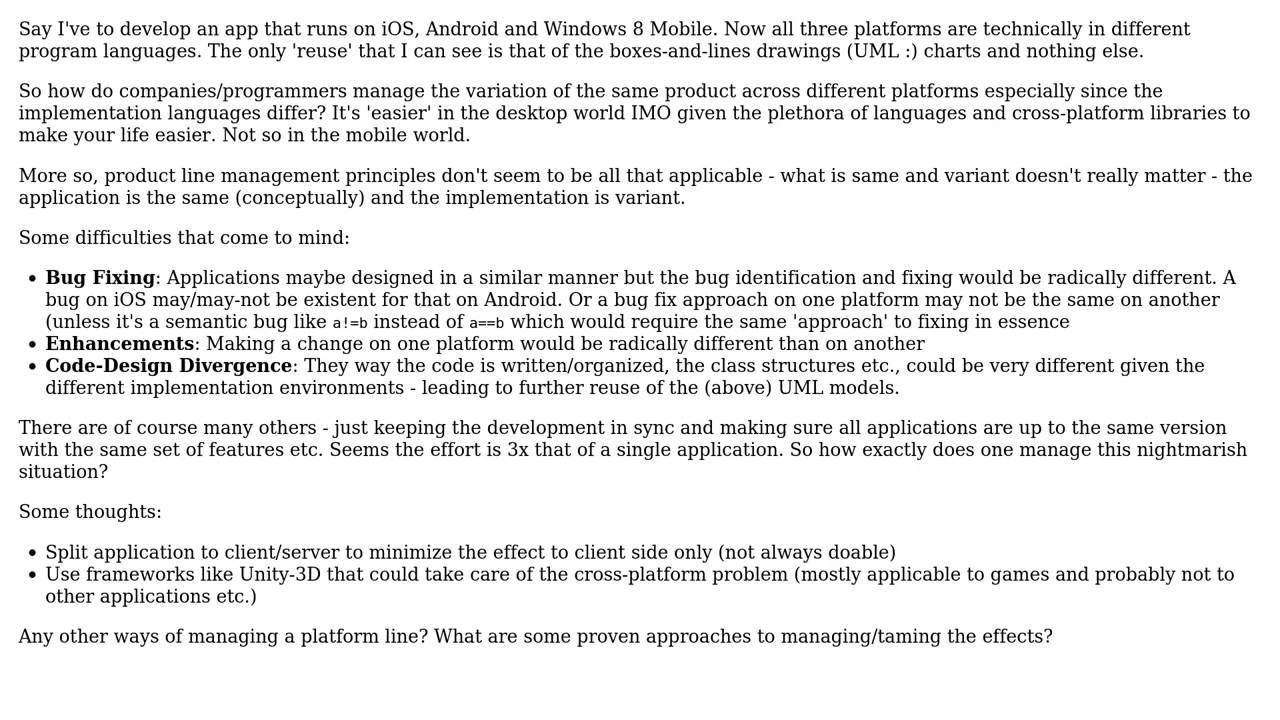 Say I've to develop an app that runs on iOS, Android and Windows 8 Mobile. Now all three platforms are technically in different
program languages. The only 'reuse' that I can see is that of the boxes-and-lines drawings (UML :) charts and nothing else.
So how do companies/programmers manage the variation of the same product across different platforms especially since the
implementation languages differ? It's 'easier' in the desktop world IMO given the plethora of languages and cross-platform libraries to
make your life easier. Not so in the mobile world.
More so, product line management principles don't seem to be all that applicable - what is same and variant doesn't really matter - the
application is the same (conceptually) and the implementation is variant.
Some difficulties that come to mind:
• Bug Fixing: Applications maybe designed in a similar manner but the bug identification and fixing would be radically different. A
bug on iOS may/may-not be existent for that on Android. Or a bug fix approach on one platform may not be the same on another
(unless it's a semantic bug like a!=b instead of a==b which would require the same 'approach' to fixing in essence
• Enhancements: Making a change on one platform would be radically different than on another
• Code-Design Divergence: They way the code is written/organized, the class structures etc., could be very different given the
different implementation environments - leading to further reuse of the (above) UML models.
There are of course many others - just keeping the development in sync and making sure all applications are up to the same version
with the same set of features etc. Seems the effort is 3x that of a single application. So how exactly does one manage this nightmarish
situation?
Some thoughts:
• Split application to client/server to minimize the effect to client side only (not always doable)
• Use frameworks like Unity-3D that could take care of the cross-platform problem (mostly applicable to games and probably not to
other applications etc.)
Any other ways of managing a platform line? What are some proven approaches to managing/taming the effects?